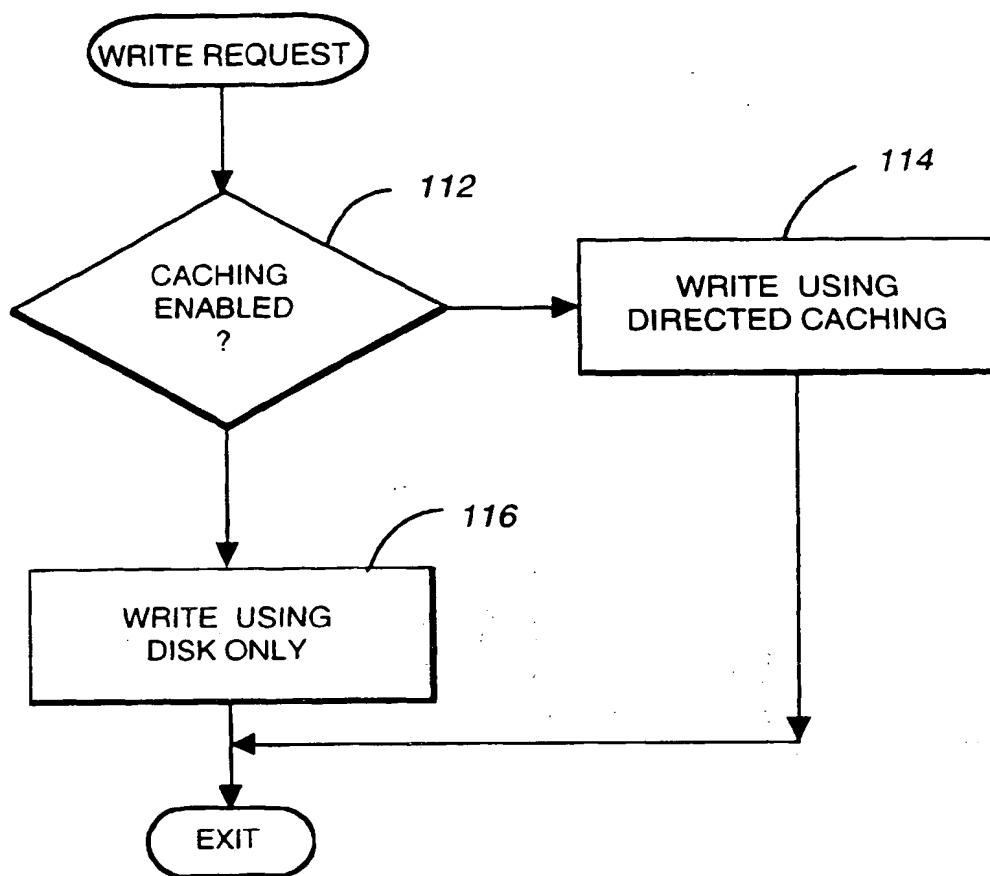 WRITE REQUEST
112
CACHING
ENABLED
?
114
WRITE USING
DIRECTED CACHING
116
WRITE USING
DISK ONLY
EXIT